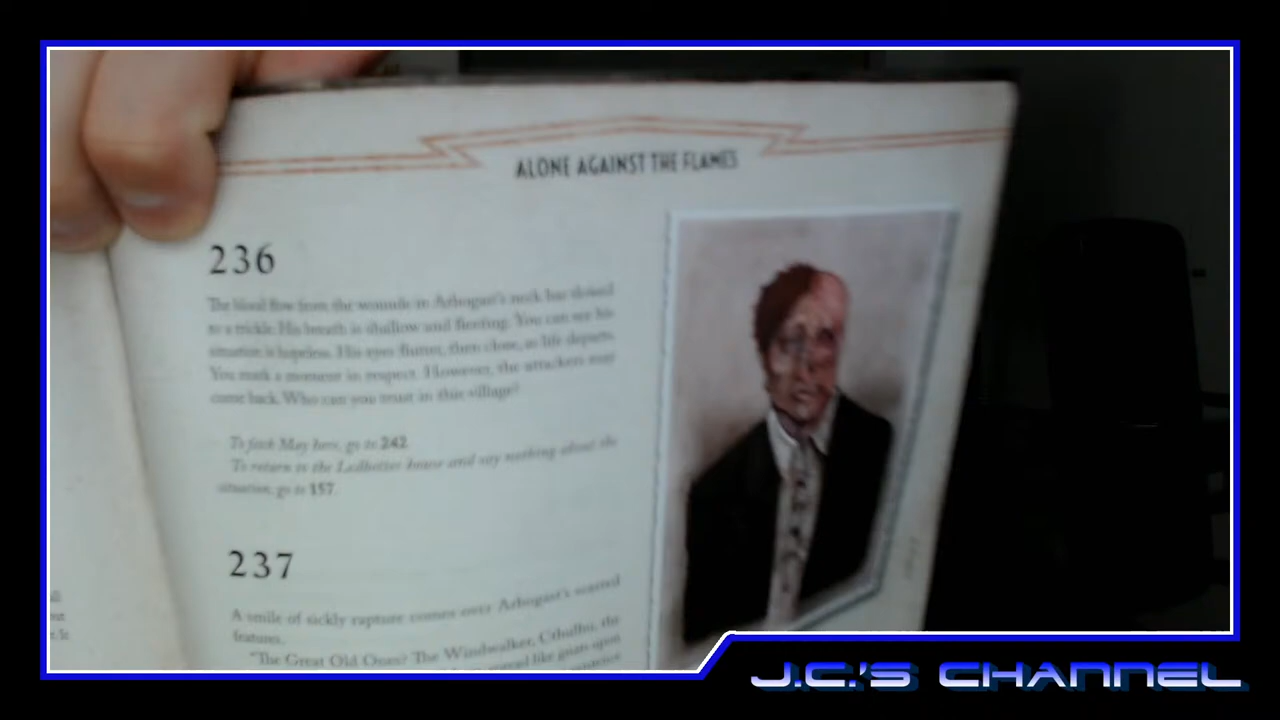 ALONE AGAINST THE FLAMES
236
The blood flow from the wounds in Arbogast's neck has slowed
to a trickle. His breath is shallow and fleeting. You can see his
situation is hopeless. His eyes flutter, then close, as life departs.
You mark a moment in respect. However, the attackers may
come back. Who can you trust in this village?
To fetch May here, go to 242.
To return to the Ledbetter house and say nothing about the
situation, go to 157.
237
A smile of sickly rapture comes over Arbogast's scarred
features.
"The Great Old Ones? The Windwalker, Cthulhu, the
like gnats upon
J.C.'S CHANNEL